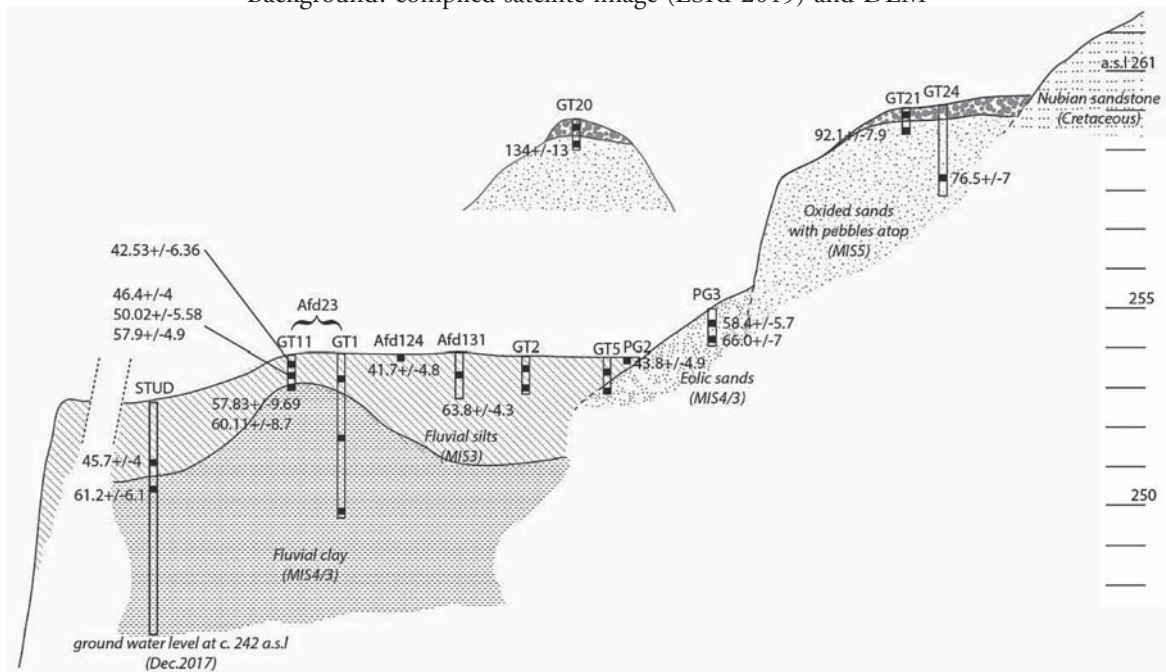 Background: compiled satellite image (ESRI 2019) and DEM
a.s.l 261
GT20
GT21
GT24
Nubian sandstone
(Cretaceous)
92.1+/-7.9
134+/-13
76.5+/-7
Oxided sands
with pebbles atop
(MIS5)
42.53+/-6.36
46.4+/-4
50.02+/-5.58
57.9+/-4.9
Afd23
PG3
255
58.4+/-5.7
66.0+/-7
GT11
GT1
Afd124
Afd131
GT2
GT5
PG2
41.7+/-4.8
43.8+/-4.9
Eolic sands
(MIS4/3)
STUD
57.83+/-9.69
60.11+/-8.7
63.8+/-4.3
Fluvial silts
(MIS3)
45.7+/-4
61.2+/-6.1
250
Fluvial clay
(MIS4/3)
ground water level at c. 242 a.s.l
(Dec.2017)